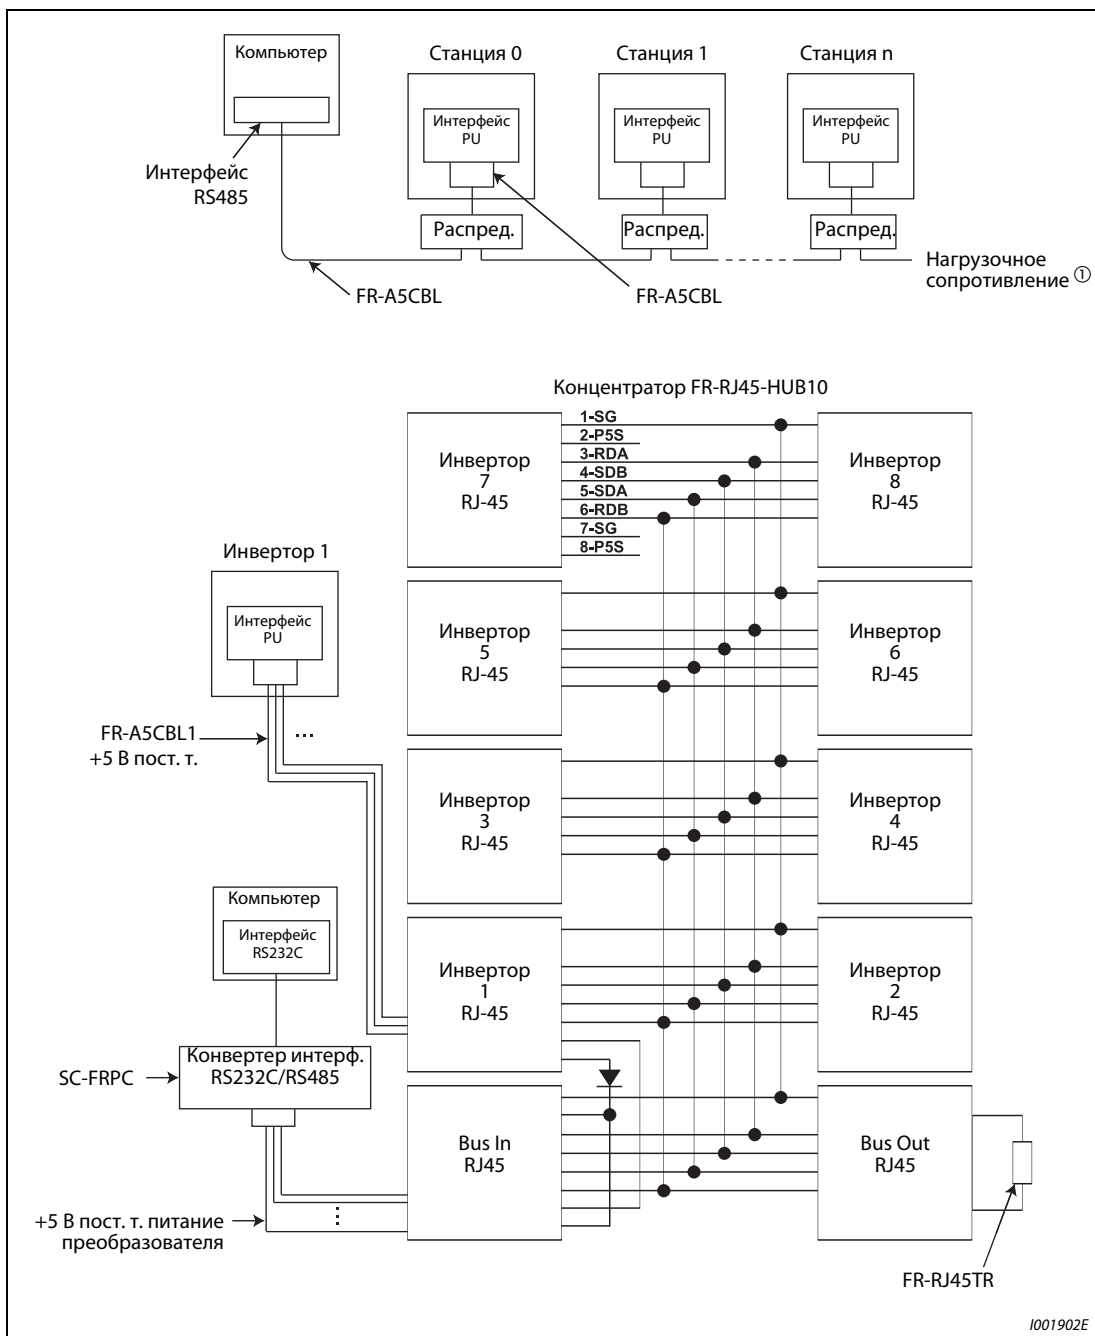 Компьютер
Станция 0
Станция 1
Станция n
Интерфейс
PU
Интерфейс
PU
Интерфейс
PU
Интерфейс
RS485
Распред.
Распред.
Распред.
Нагрузочное
сопротивление ①
FR-A5CBL
FR-A5CBL
Концентратор FR-RJ45-HUB10
1-SG
2-P5S
3-RDA
4-SDB
5-SDA
6-RDB
7-SG
8-P5S
Инвертор
7
RJ-45
Инвертор
8
RJ-45
Инвертор 1
Интерфейс
PU
Инвертор
5
RJ-45
Инвертор
6
RJ-45
FR-A5CBL1
+5 В пост. т.
...
Инвертор
3
RJ-45
Инвертор
4
RJ-45
Компьютер
Интерфейс
RS232C
Инвертор
1
RJ-45
Инвертор
2
RJ-45
SC-FRPC
Конвертер интерф.
RS232C/RS485
Bus In
RJ45
Bus Out
RJ45
+5 В пост. т. питание
преобразователя
FR-RJ45TR
I001902E